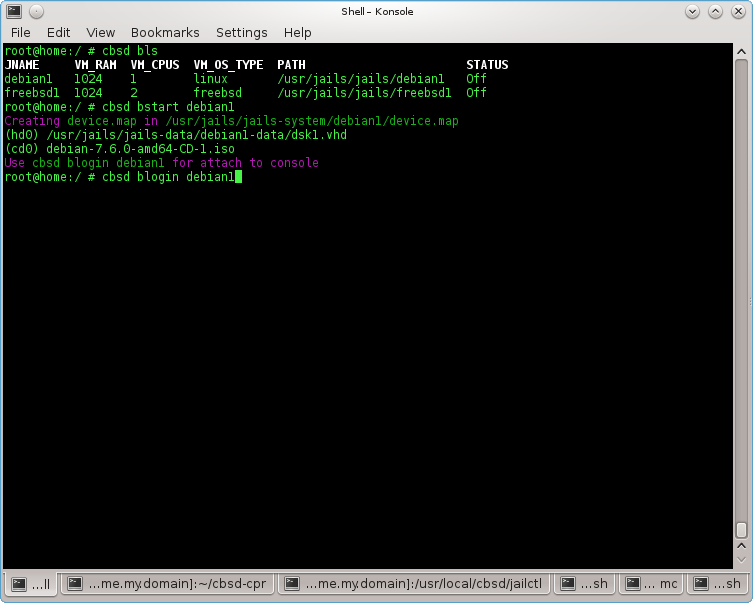 Shell – Konsole
File Edit View Bookmarks Settings Help
root@home:/ # cbsd bls
JNAME VM_RAM VM_CPUS VM_OS_TYPE PATH STATUS
debian1 1024 1 linux /usr/jails/jails/debian1 Off
freebsd1 1024 2 freebsd /usr/jails/jails/freebsd1 Off
root@home:/ # cbsd bstart debian1
Creating device.map in /usr/jails/jails-system/debian1/device.map
(hd0) /usr/jails/jails-data/debian1-data/dsk1.vhd
(cd0) debian-7.6.0-amd64-CD-1.iso
Use cbsd blogin debian1 for attach to console
root@home:/ # cbsd blogin debian1
...ll ...me.my.domain]:~/cbsd-cpr ...me.my.domain]:/usr/local/cbsd/jailctl ...sh ... mc ...sh